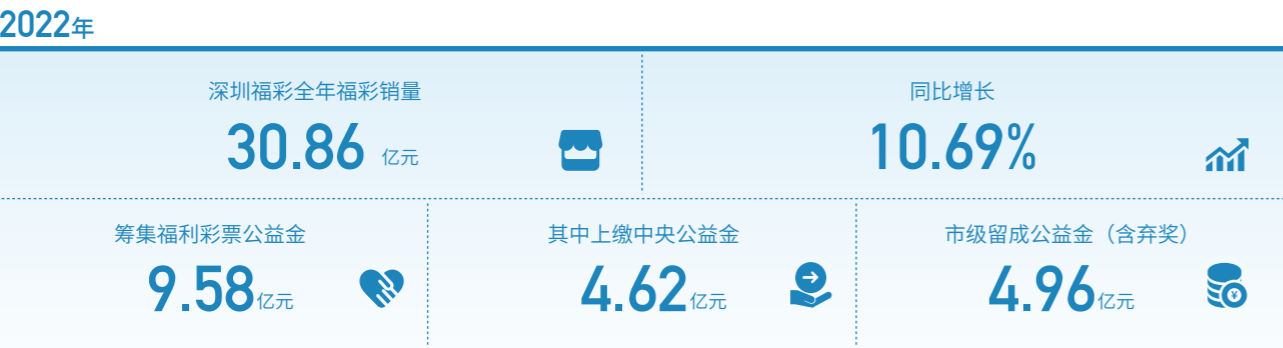 2022年
深圳福彩全年福彩销量
30.86 亿元
同比增长
10.69%
筹集福利彩票公益金
9.58亿元
其中上缴中央公益金
4.62亿元
市级留成公益金（含弃奖）
4.96亿元
¥